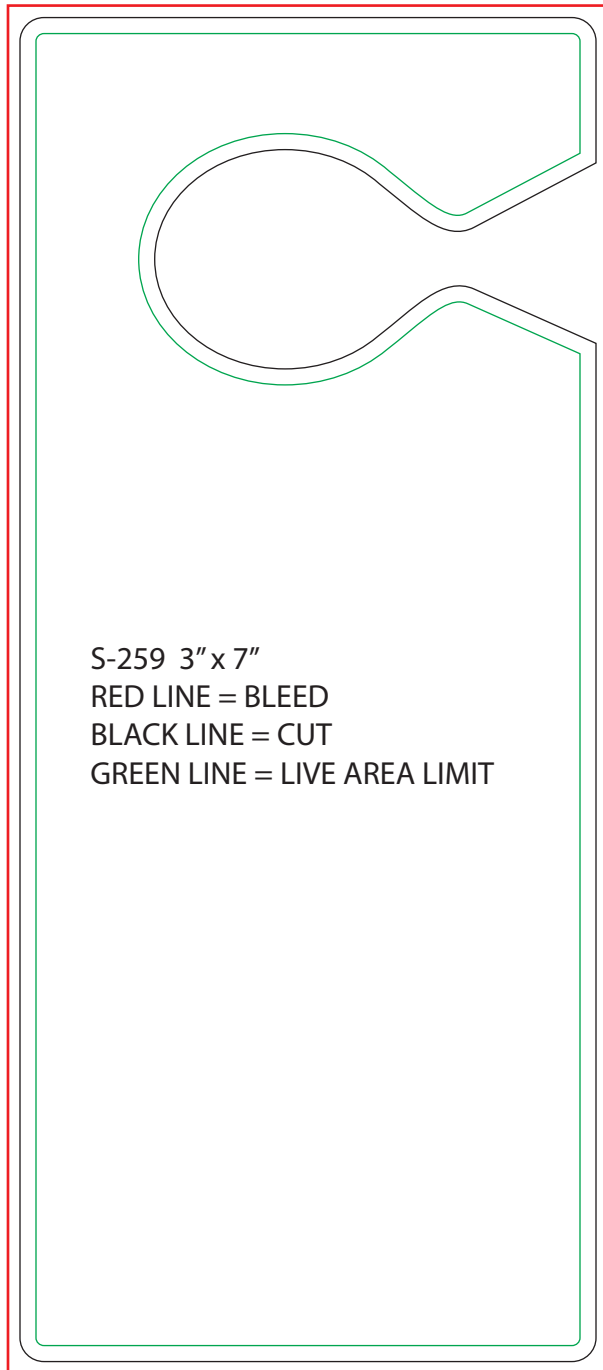 S-259  3” x 7”
RED LINE = BLEED
BLACK LINE = CUT
GREEN LINE = LIVE AREA LIMIT